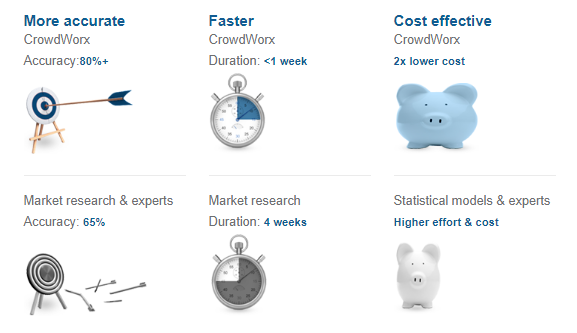 More accurate
CrowdWorx
Accuracy:80%+
Faster
CrowdWorx
Duration: <1 week
Cost effective
CrowdWorx
2x lower cost
Market research & experts
Accuracy: 65%
Market research
Duration: 4 weeks
Statistical models & experts
Higher effort & cost